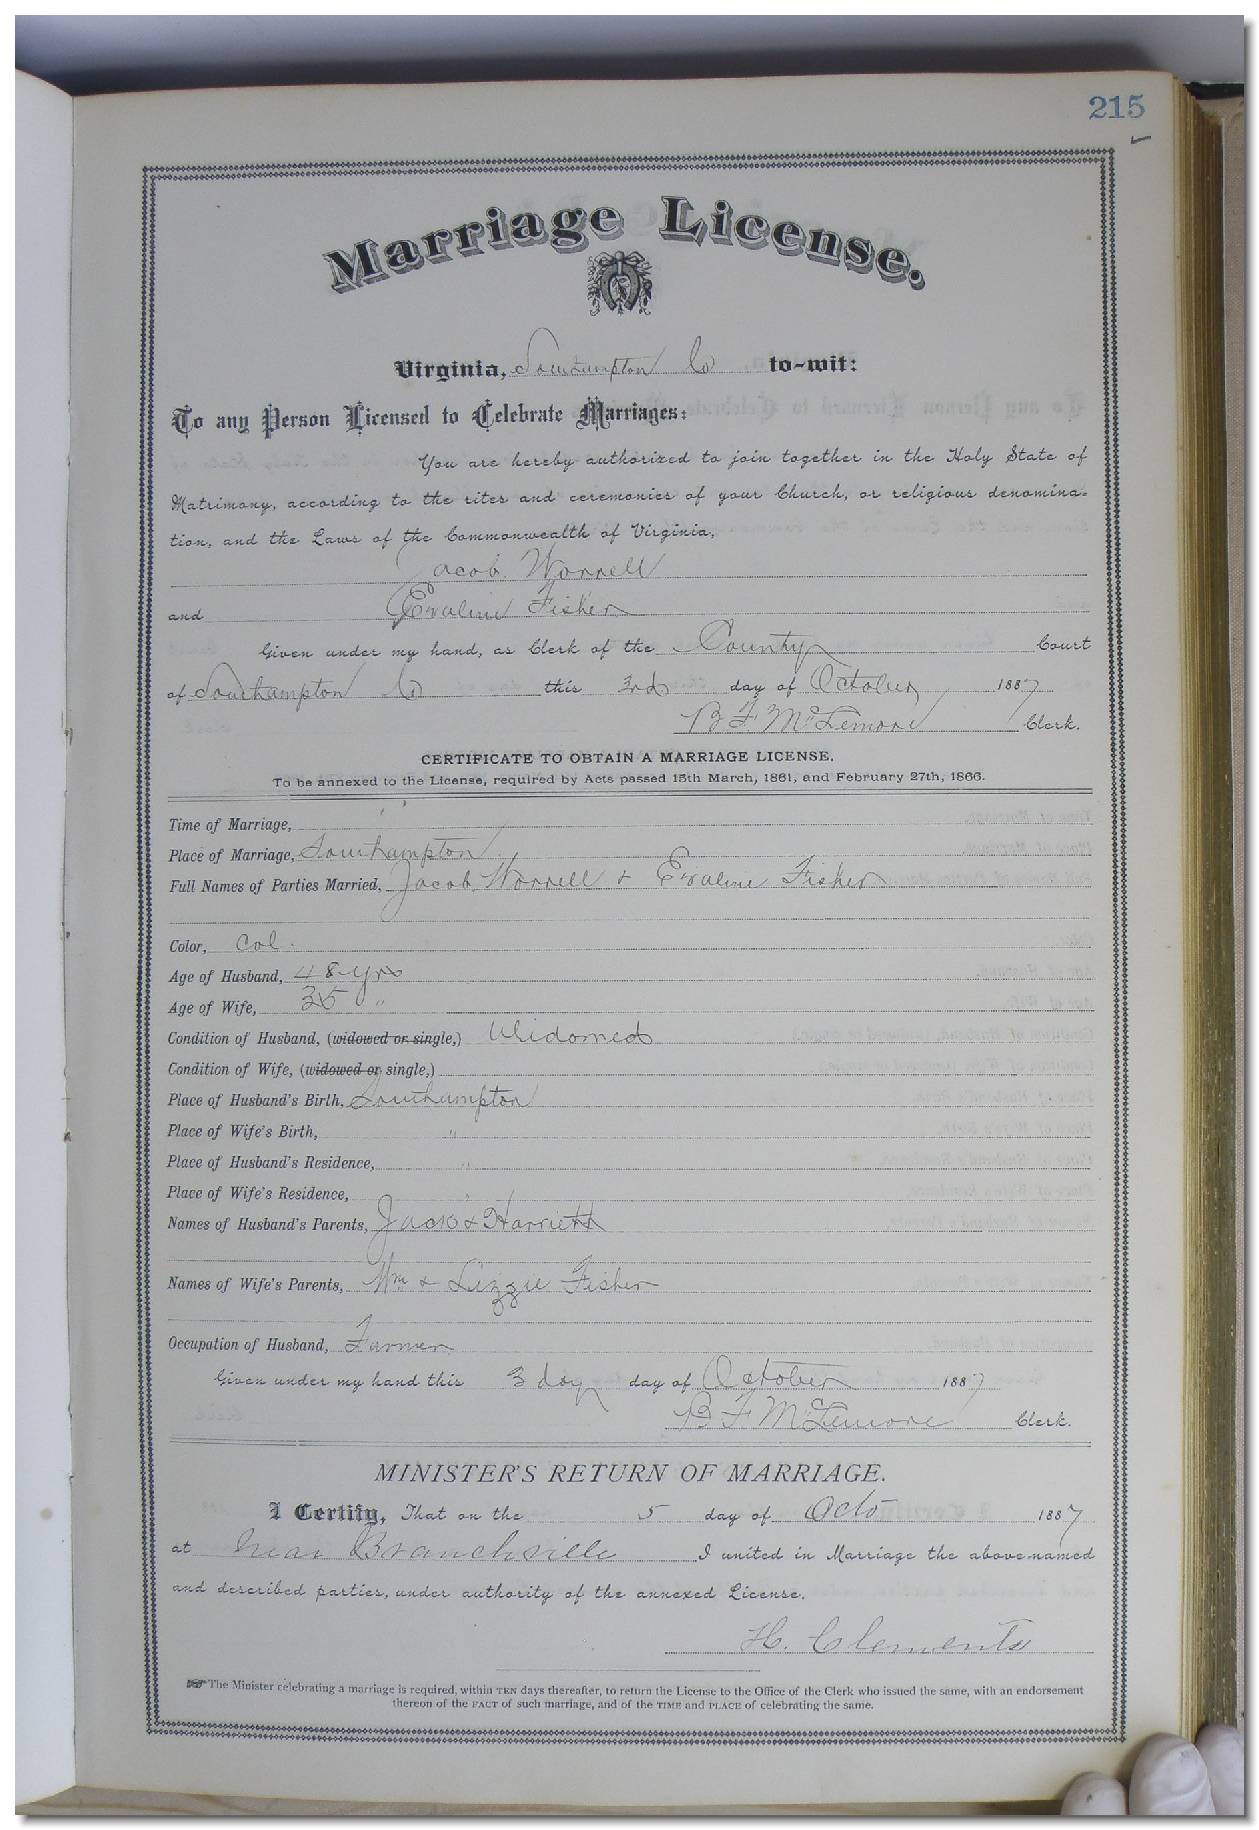 215
Marriage License.
Virginia, Southampton Co to-wit:
To any Person Licensed to Celebrate Marriages:
You are hereby authorized to join together in the Holy State of
Matrimony, according to the rites and ceremonies of your Church, or religious denomina-
tion, and the Laws of the Commonwealth of Virginia,
Jacob Worrell
and Evaline Fisher
Given under my hand, as Clerk of the County Court
of Southampton Co this 3rd day of October 1887
B F McLemore Clerk.
CERTIFICATE TO OBTAIN A MARRIAGE LICENSE.
To be annexed to the License, required by Acts passed 15th March, 1861, and February 27th, 1866.
Time of Marriage,
Place of Marriage, Southampton
Full Names of Parties Married, Jacob Worrell & Evaline Fisher
Color, Col.
Age of Husband, 48 yrs
Age of Wife, 35 "
Condition of Husband, (widowed or single,) Widowed
Condition of Wife, (widowed or single,)
Place of Husband's Birth, Southampton
Place of Wife's Birth, "
Place of Husband's Residence, "
Place of Wife's Residence, "
Names of Husband's Parents, Jack & Harriett
Names of Wife's Parents, Wm & Lizzie Fisher
Occupation of Husband, Farmer
Given under my hand this 3 day day of October 1887
B F McLemore Clerk.
MINISTER'S RETURN OF MARRIAGE.
I Certify, That on the 5 day of Octo 1887
at Near Branchville I united in Marriage the above-named
and described parties, under authority of the annexed License.
H. Clements
The Minister celebrating a marriage is required, within TEN days thereafter, to return the License to the Office of the Clerk who issued the same, with an endorsement
thereon of the FACT of such marriage, and of the TIME and PLACE of celebrating the same.